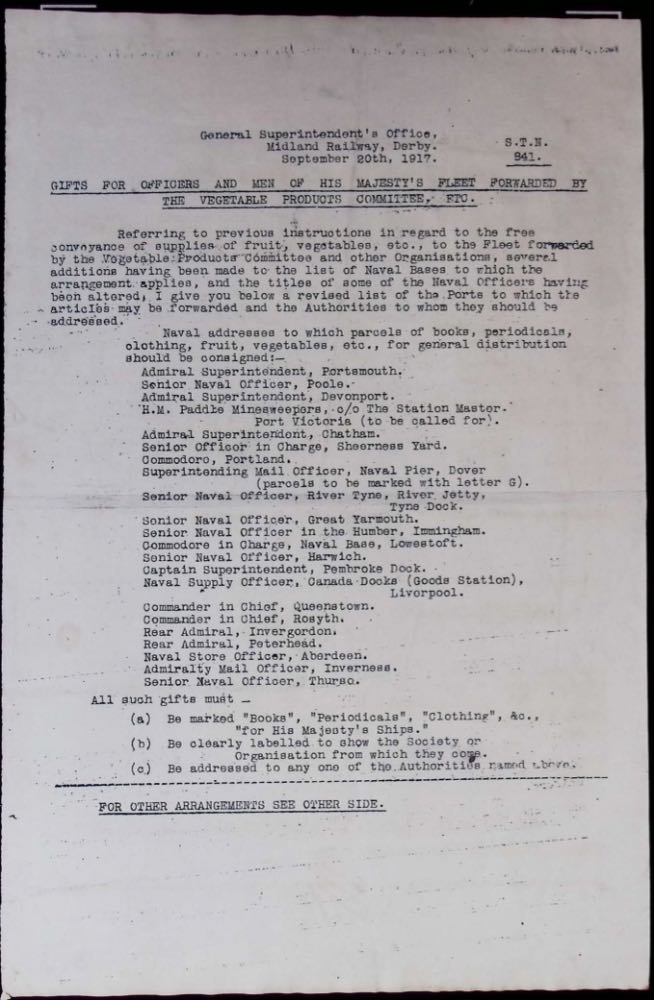 General Superintendent's Office,
Midland Railway, Derby.
September 20th, 1917.
S.T.N.
841.
GIFTS FOR OFFICERS AND MEN OF HIS MAJESTY'S FLEET FORWARDED BY
THE VEGETABLE PRODUCTS COMMITTEE, ETC.
Referring to previous instructions in regard to the free
conveyance of supplies of fruit, vegetables, etc., to the Fleet forwarded
by the Vegetable Products Committee and other Organisations, several
additions having been made to the list of Naval Bases to which the
arrangement applies, and the titles of some of the Naval Officers having
been altered, I give you below a revised list of the Ports to which the
articles may be forwarded and the Authorities to whom they should be
addressed.
Naval addresses to which parcels of books, periodicals,
clothing, fruit, vegetables, etc., for general distribution
should be consigned:-
Admiral Superintendent, Portsmouth.
Senior Naval Officer, Poole.
Admiral Superintendent, Devonport.
H.M. Paddle Minesweepers, c/o The Station Master.
Port Victoria (to be called for).
Admiral Superintendent, Chatham.
Senior Officer in Charge, Sheerness Yard.
Commodore, Portland.
Superintending Mail Officer, Naval Pier, Dover
(parcels to be marked with letter G).
Senior Naval Officer, River Tyne, River Jetty,
Tyne Dock.
Senior Naval Officer, Great Yarmouth.
Senior Naval Officer in the Humber, Immingham.
Commodore in Charge, Naval Base, Lowestoft.
Senior Naval Officer, Harwich.
Captain Superintendent, Pembroke Dock.
Naval Supply Officer, Canada Docks (Goods Station),
Liverpool.
Commander in Chief, Queenstown.
Commander in Chief, Rosyth.
Rear Admiral, Invergordon.
Rear Admiral, Peterhead.
Naval Store Officer, Aberdeen.
Admiralty Mail Officer, Inverness.
Senior Naval Officer, Thurso.
All such gifts must -
(a) Be marked "Books", "Periodicals", "Clothing", &c.,
"for His Majesty's Ships."
(b) Be clearly labelled to show the Society or
Organisation from which they come.
(c) Be addressed to any one of the Authorities named above.
FOR OTHER ARRANGEMENTS SEE OTHER SIDE.